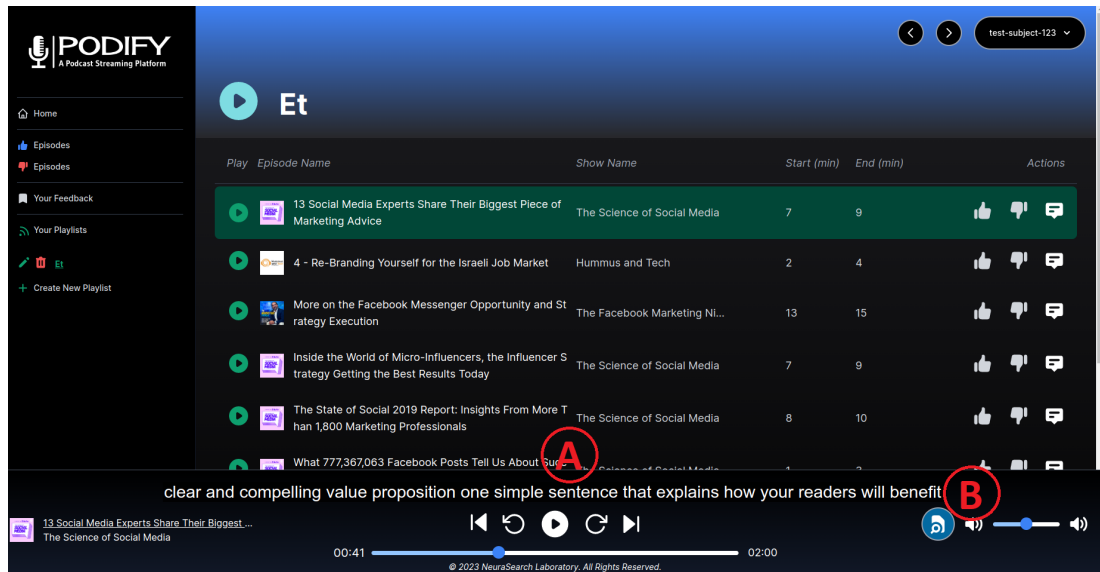 PODIFY
A Podcast Streaming Platform
test-subject-123
Home
Episodes
Episodes
Your Feedback
Your Playlists
Et
Create New Playlist
Et
Play Episode Name Show Name Start (min) End (min) Actions
13 Social Media Experts Share Their Biggest Piece of
Marketing Advice
The Science of Social Media 7 9
4 - Re-Branding Yourself for the Israeli Job Market Hummus and Tech 2 4
More on the Facebook Messenger Opportunity and St
rategy Execution
The Facebook Marketing Ni... 13 15
Inside the World of Micro-Influencers, the Influencer S
trategy Getting the Best Results Today
The Science of Social Media 7 9
The State of Social 2019 Report: Insights From More T
han 1,800 Marketing Professionals
The Science of Social Media 8 10
What 777,367,063 Facebook Posts Tell Us About
A
clear and compelling value proposition one simple sentence that explains how your readers will benefit
B
13 Social Media Experts Share Their Biggest ...
The Science of Social Media
00:41 02:00
© 2023 NeuraSearch Laboratory. All Rights Reserved.